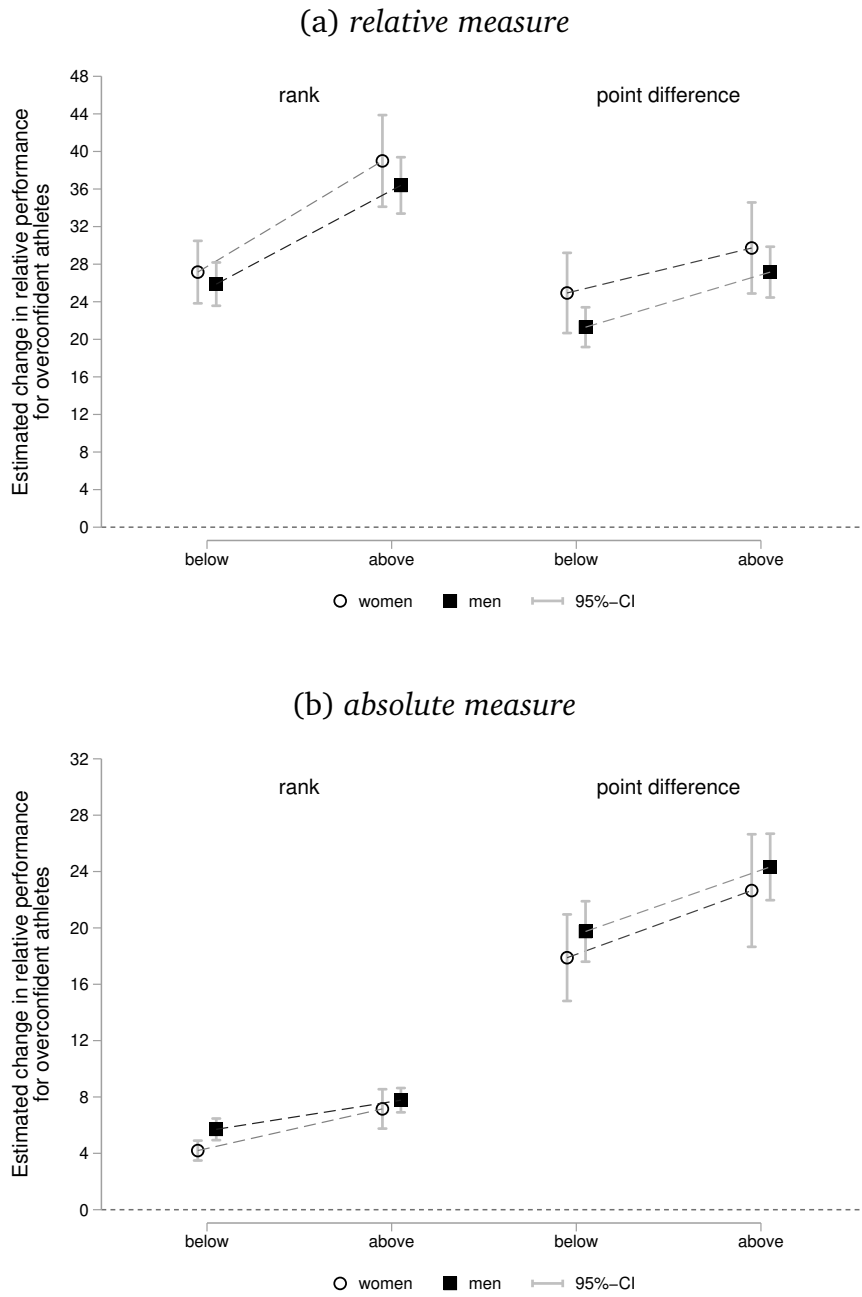 (a) relative measure
rank
point difference
Estimated change in relative performance
for overconfident athletes
48
44
40
36
32
28
24
20
16
12
8
4
0
below
above
below
above
women
men
95%−CI
(b) absolute measure
rank
point difference
Estimated change in relative performance
for overconfident athletes
32
28
24
20
16
12
8
4
0
below
above
below
above
women
men
95%−CI